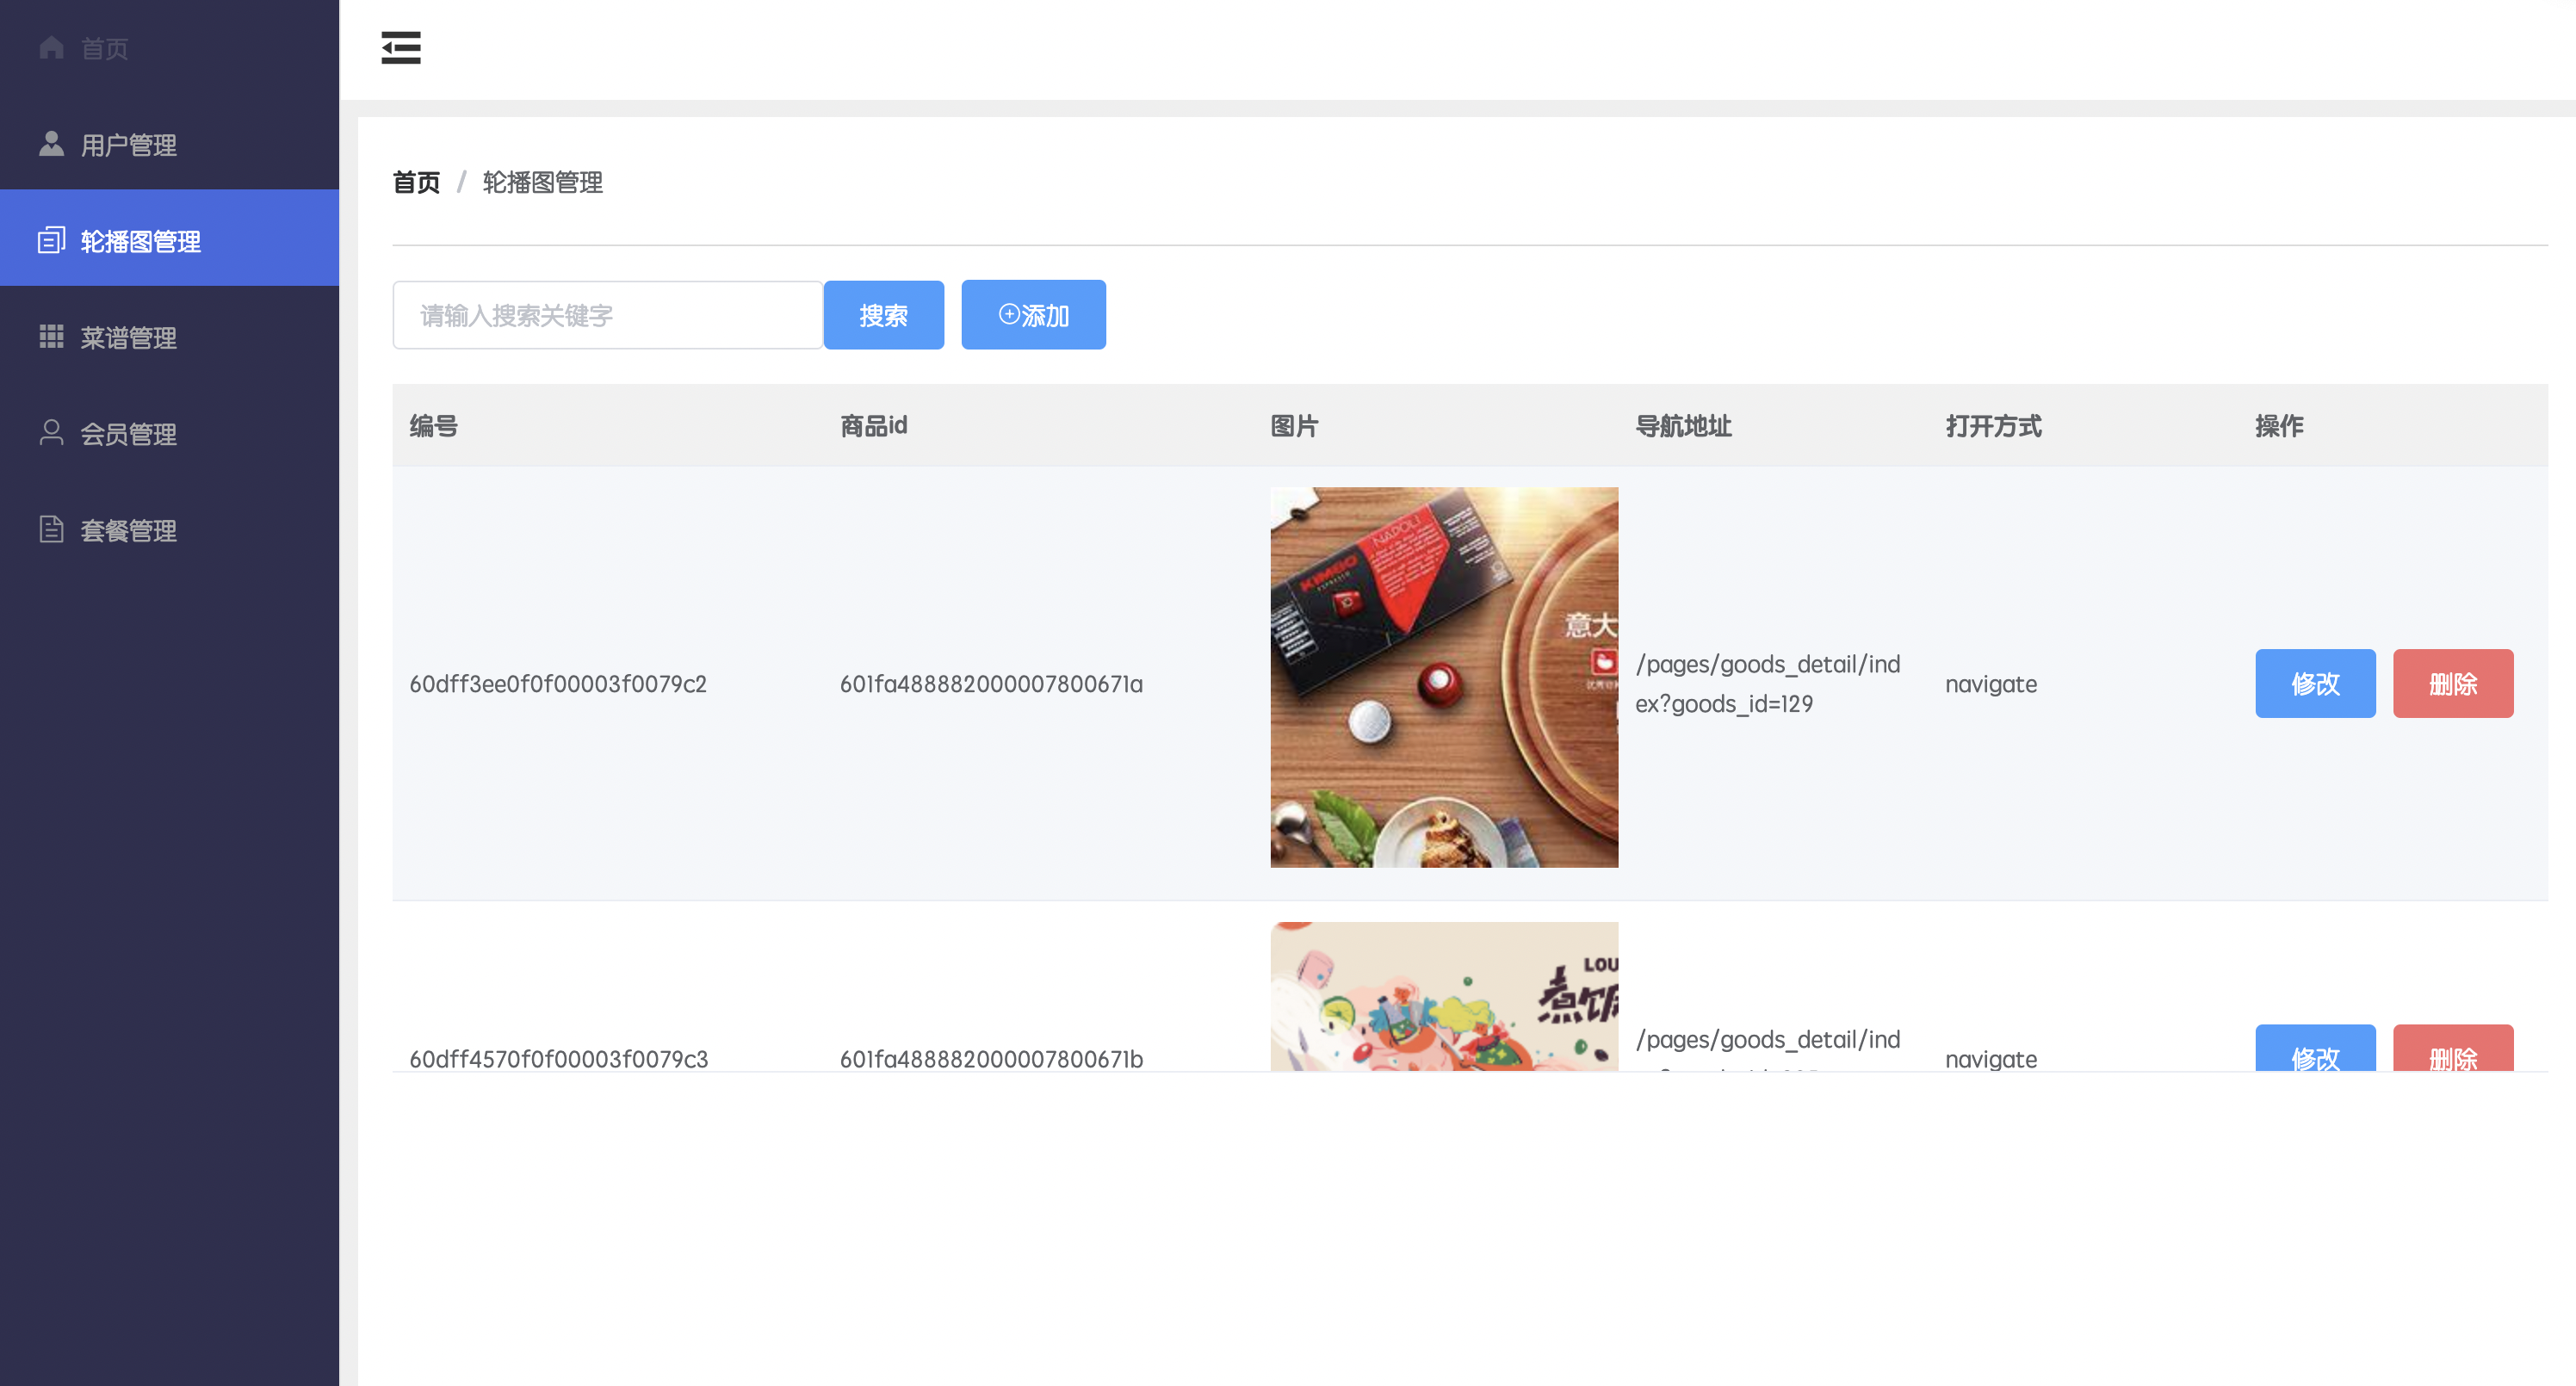 首页
用户管理
轮播图管理
菜谱管理
会员管理
套餐管理
首页 / 轮播图管理
请输入搜索关键字
搜索
添加
编号 商品id 图片 导航地址 打开方式 操作
60dff3ee0f0f00003f0079c2
601fa488882000007800671a
NAPOLI
KIMBO
ESPRESSO
意大
/pages/goods_detail/ind
ex?goods_id=129
navigate
修改 删除
60dff4570f0f00003f0079c3
601fa488882000007800671b
LOU
煮饭
/pages/goods_detail/ind
navigate
修改 删除